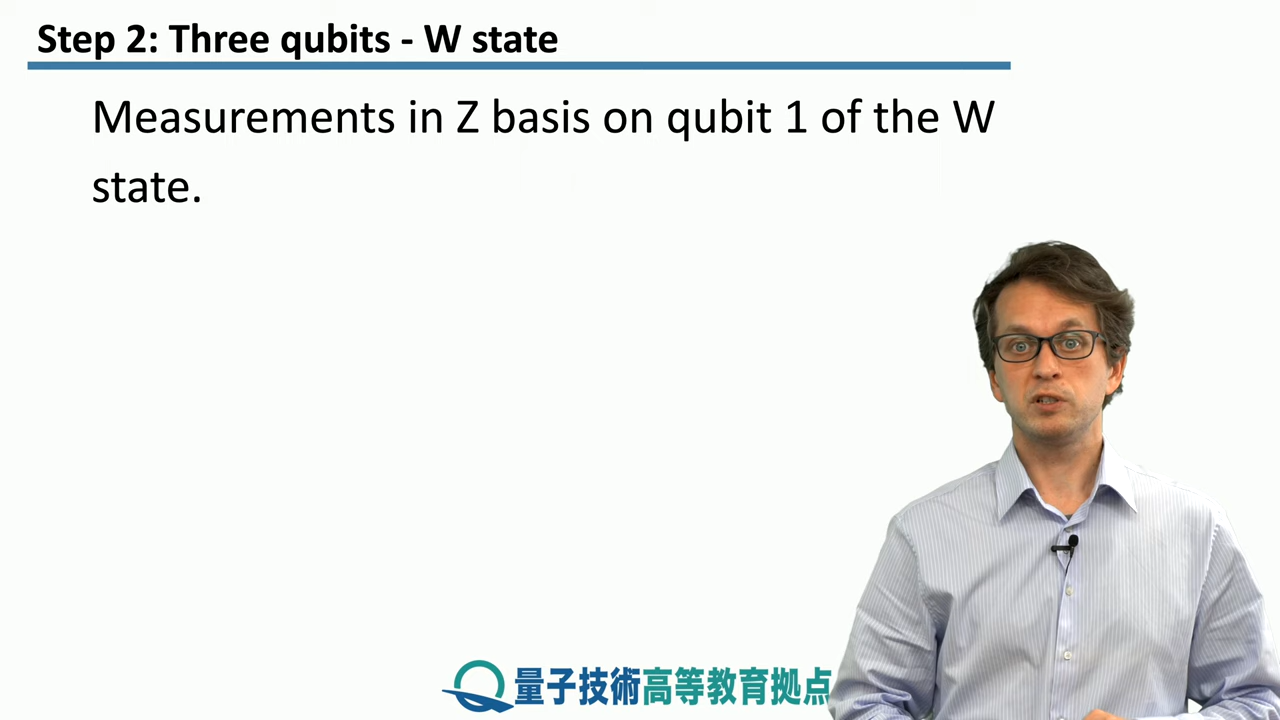 Step 2: Three qubits - W state
Measurements in Z basis on qubit 1 of the W
state.
量子技術高等教育拠点